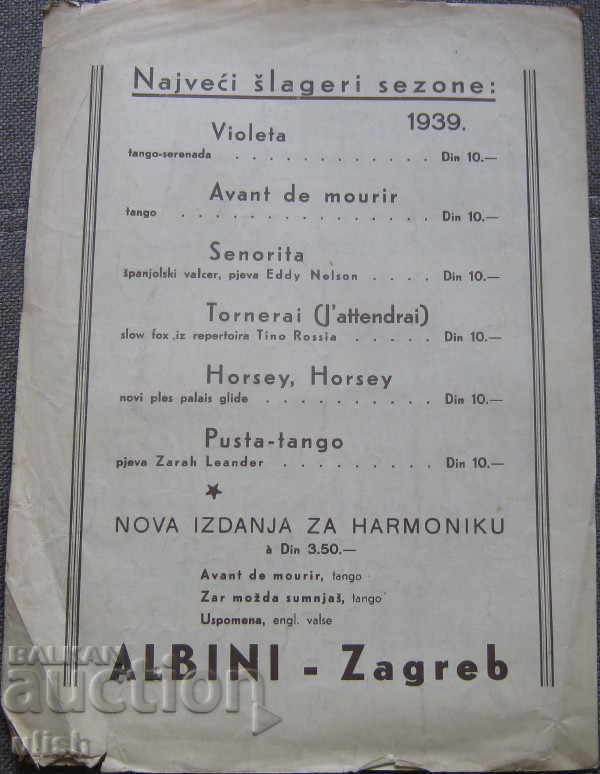 Najveći šlageri sezone:
1939.
Violeta
tango-serenada . . . . . . . . . . . . Din 10.—
Avant de mourir
tango . . . . . . . . . . . . . . . Din 10.—
Senorita
španjolski valcer, pjeva Eddy Nelson . . . . Din 10.—
Tornerai (J'attendrai)
slow fox iz repertoira Tino Rossia . . . . . Din 10.—
Horsey, Horsey
novi ples palais glide . . . . . . . . . . Din 10.—
Pusta-tango
pjeva Zarah Leander . . . . . . . . . Din 10.—
NOVA IZDANJA ZA HARMONIKU
à Din 3.50.—
Avant de mourir, tango
Zar možda sumnjaš, tango
Uspomena, engl. valse
ALBINI - Zagreb
BALKAN
auction
vlish